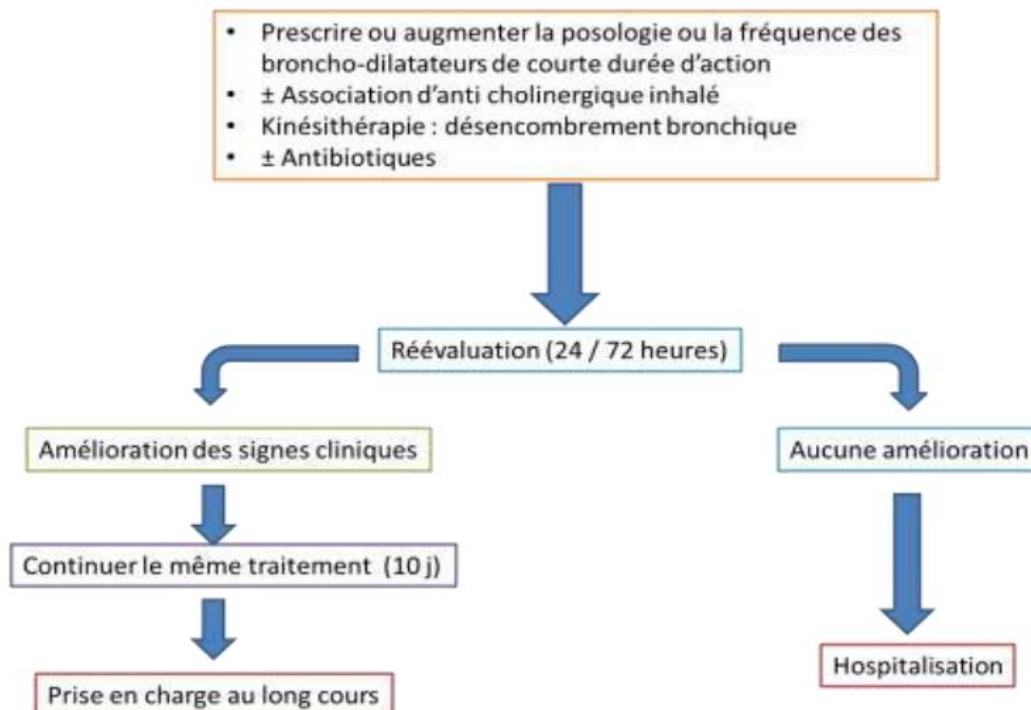 • Prescrire ou augmenter la posologie ou la fréquence des
broncho-dilatateurs de courte durée d'action
• ± Association d'anti cholinergique inhalé
• Kinésithérapie : désencombrement bronchique
• ± Antibiotiques
Réévaluation (24 / 72 heures)
Amélioration des signes cliniques
Aucune amélioration
Continuer le même traitement (10 j)
Hospitalisation
Prise en charge au long cours